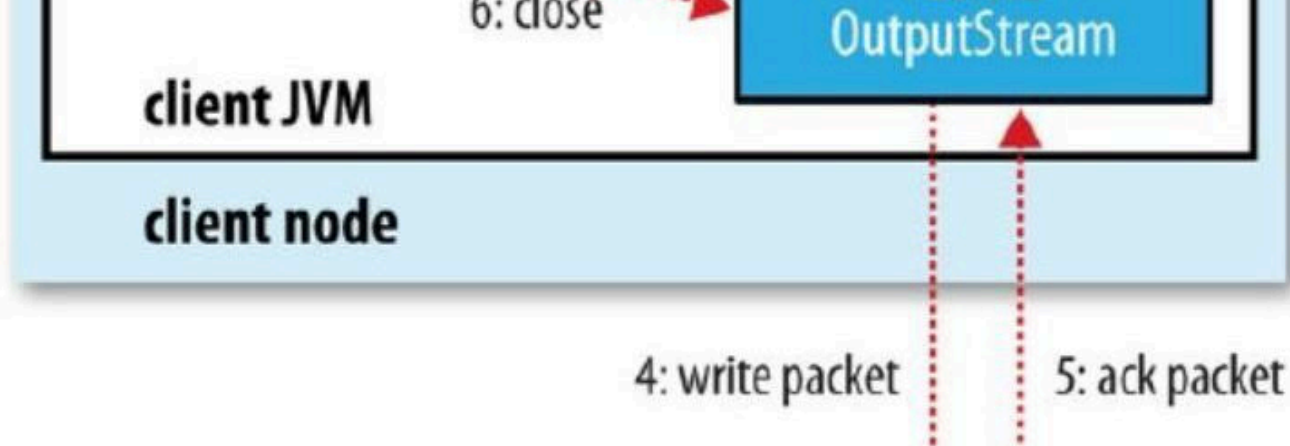 6: close
OutputStream
client JVM
client node
4: write packet
5: ack packet